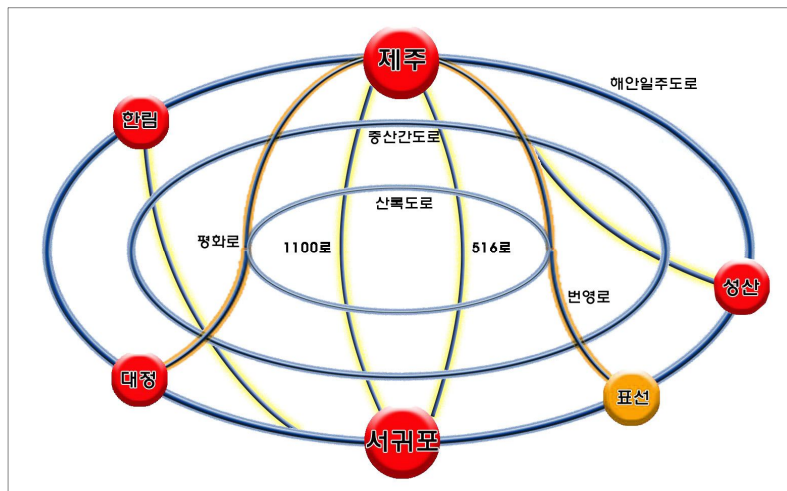 제주
해안일주도로
한림
중산간도로
산록도로
평화로
1100로
516로
성산
번영로
대정
표선
서귀포